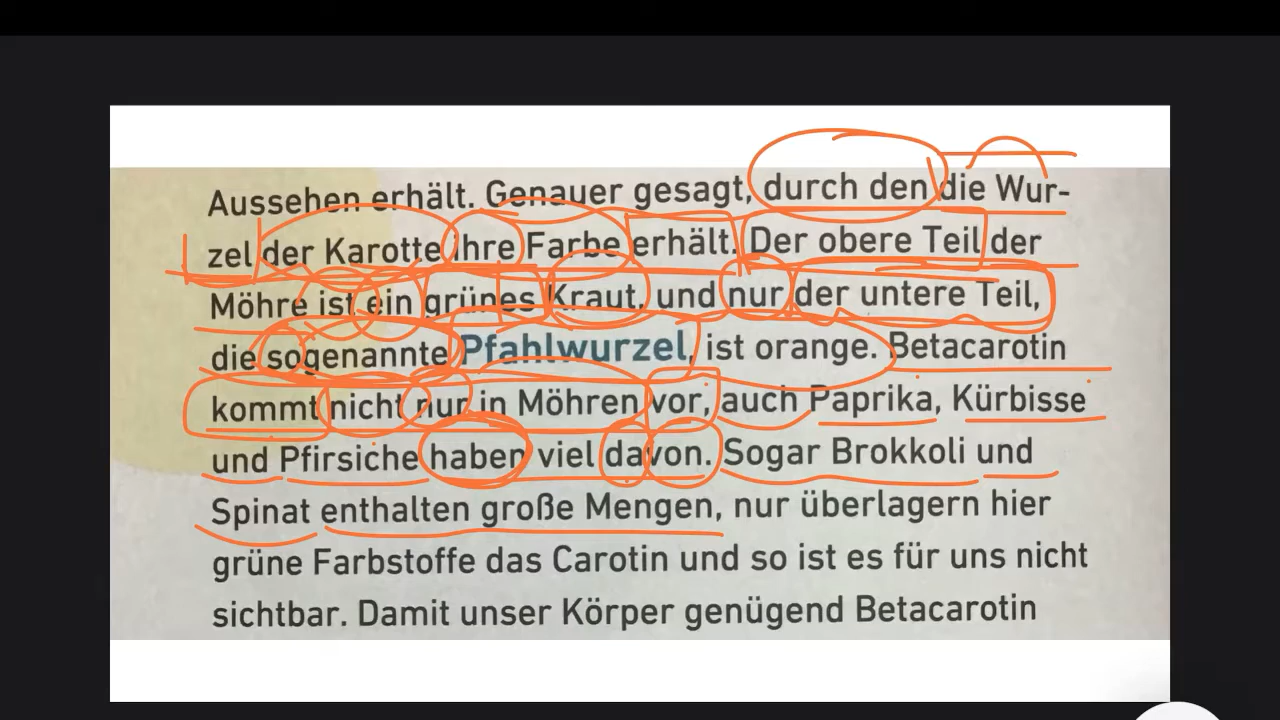 Aussehen erhält. Genauer gesagt, durch den die Wur-
zel der Karotte ihre Farbe erhält. Der obere Teil der
Möhre ist ein grünes Kraut, und nur der untere Teil,
die sogenannte Pfahlwurzel, ist orange. Betacarotin
kommt nicht nur in Möhren vor, auch Paprika, Kürbisse
und Pfirsiche haben viel davon. Sogar Brokkoli und
Spinat enthalten große Mengen, nur überlagern hier
grüne Farbstoffe das Carotin und so ist es für uns nicht
sichtbar. Damit unser Körper genügend Betacarotin